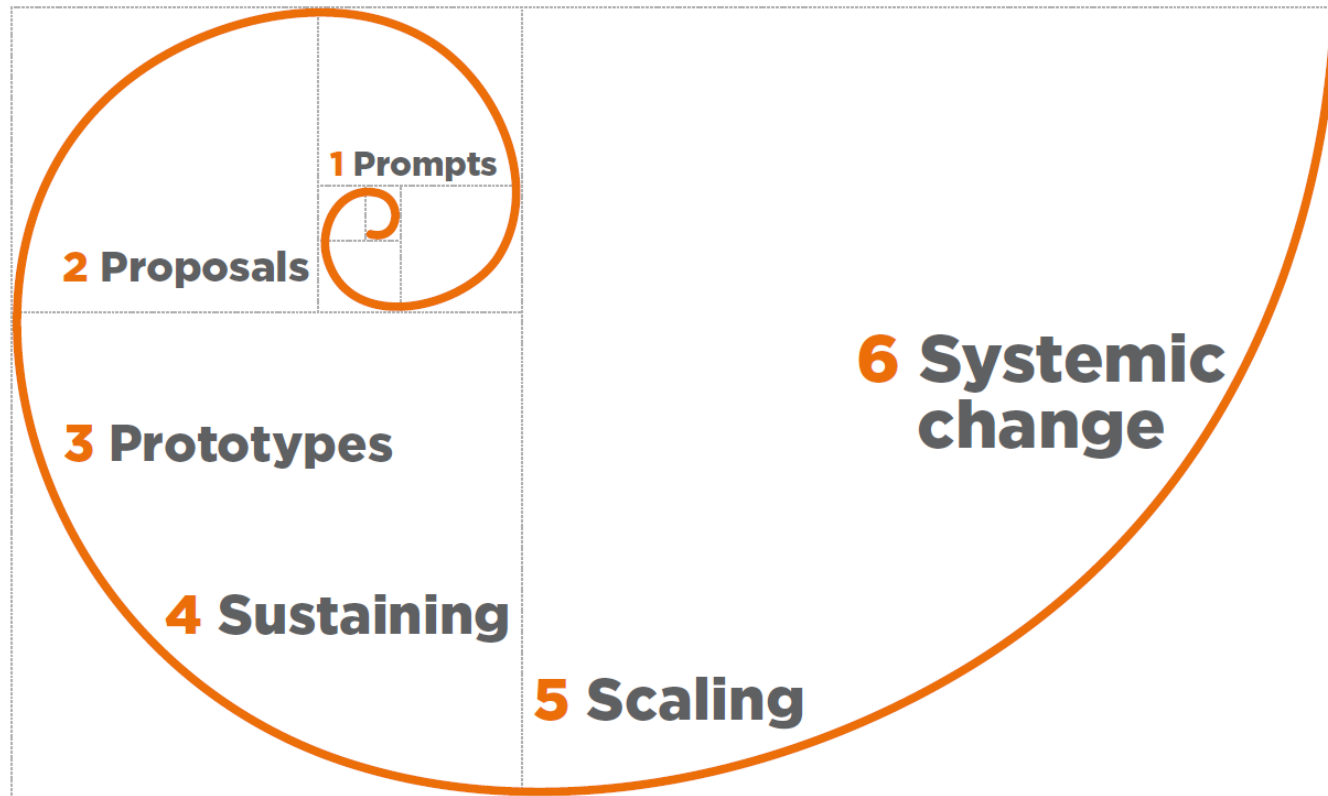 1 Prompts
2 Proposals
3 Prototypes
4 Sustaining
5 Scaling
6 Systemic
change